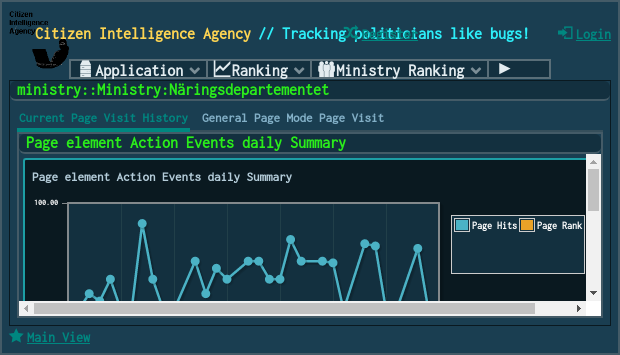 Citizen
Intelligence
Agency
Citizen Intelligence Agency // Tracking politicians like bugs!
Login
Application
Ranking
Ministry Ranking
ministry::Ministry:Näringsdepartementet
Current Page Visit History
General Page Mode Page Visit
Page element Action Events daily Summary
Page element Action Events daily Summary
100.00
Page Hits
Page Rank
Main View